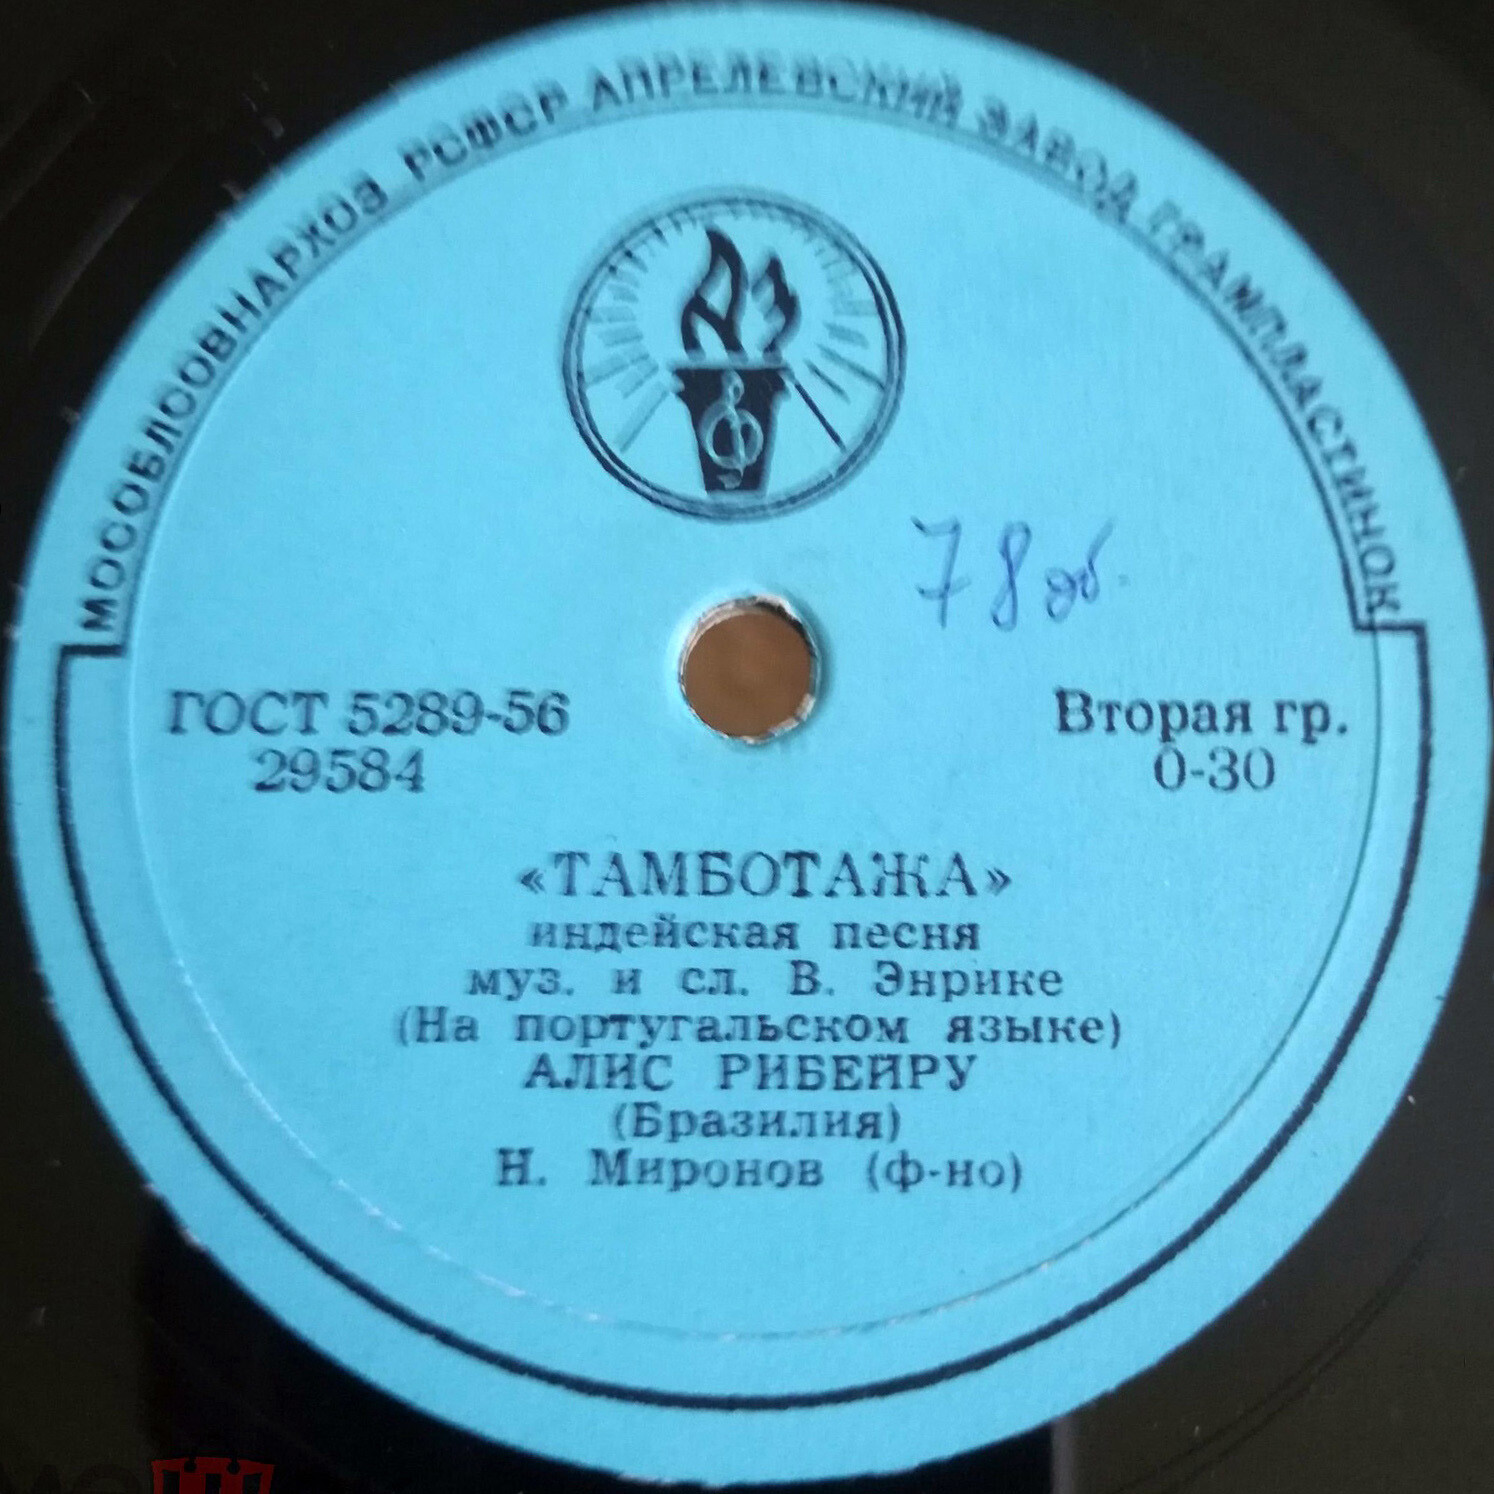 МОСОБЛСОВНАРХОЗ РСФСР АПРЕЛЕВСКИЙ ЗАВОД ГРАМПЛАСТИНОК
78 об.
ГОСТ 5289-56
29584
Вторая гр.
0-30
«ТАМБОТАЖА»
индейская песня
муз. и сл. В. Энрике
(На португальском языке)
АЛИС РИБЕЙРУ
(Бразилия)
Н. Миронов (ф-но)